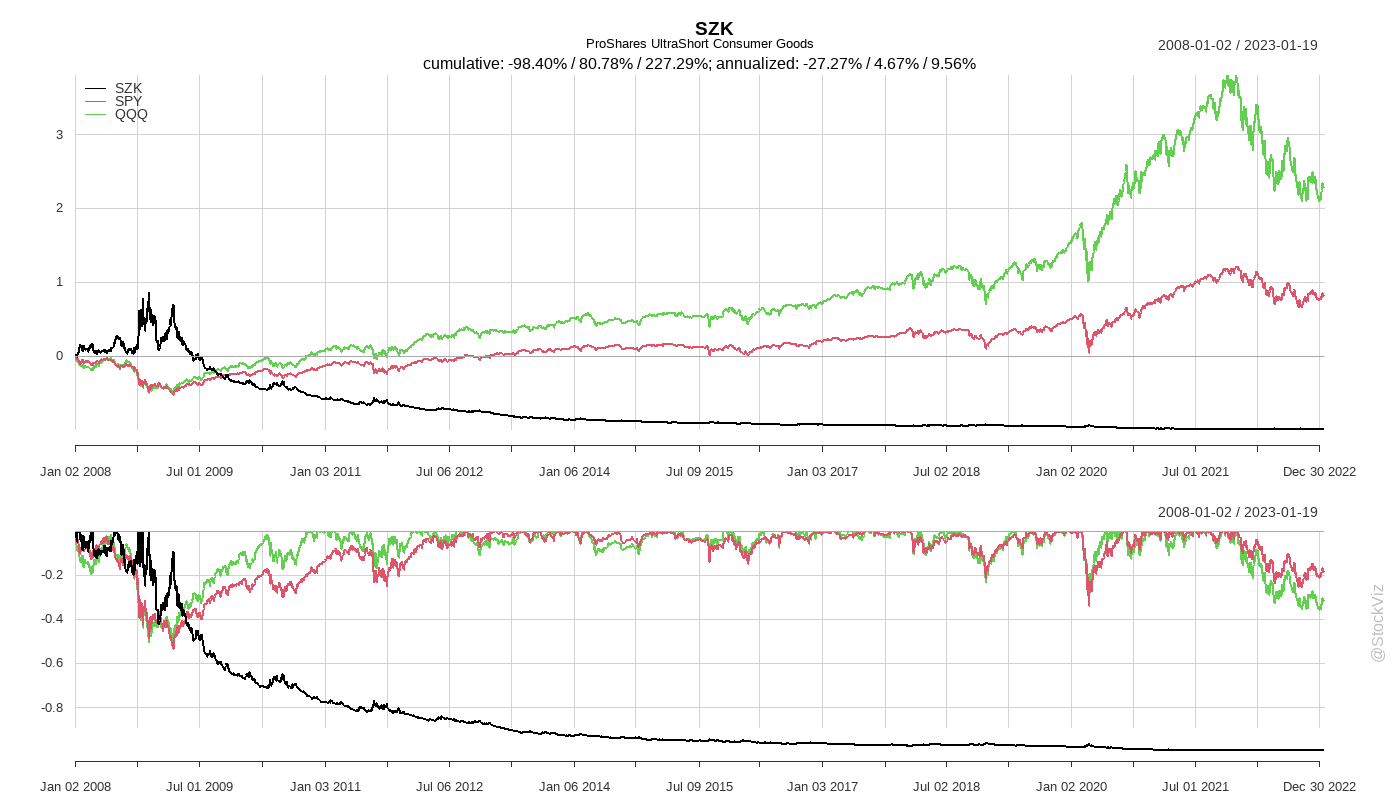 SZK
ProShares UltraShort Consumer Goods
2008-01-02 / 2023-01-19
cumulative: -98.40% / 80.78% / 227.29%; annualized: -27.27% / 4.67% / 9.56%
SZK
SPY
QQQ
3
2
1
0
Jan 02 2008 Jul 01 2009 Jan 03 2011 Jul 06 2012 Jan 06 2014 Jul 09 2015 Jan 03 2017 Jul 02 2018 Jan 02 2020 Jul 01 2021 Dec 30 2022
2008-01-02 / 2023-01-19
-0.2
-0.4
-0.6
-0.8
Jan 02 2008 Jul 01 2009 Jan 03 2011 Jul 06 2012 Jan 06 2014 Jul 09 2015 Jan 03 2017 Jul 02 2018 Jan 02 2020 Jul 01 2021 Dec 30 2022
@StockViz